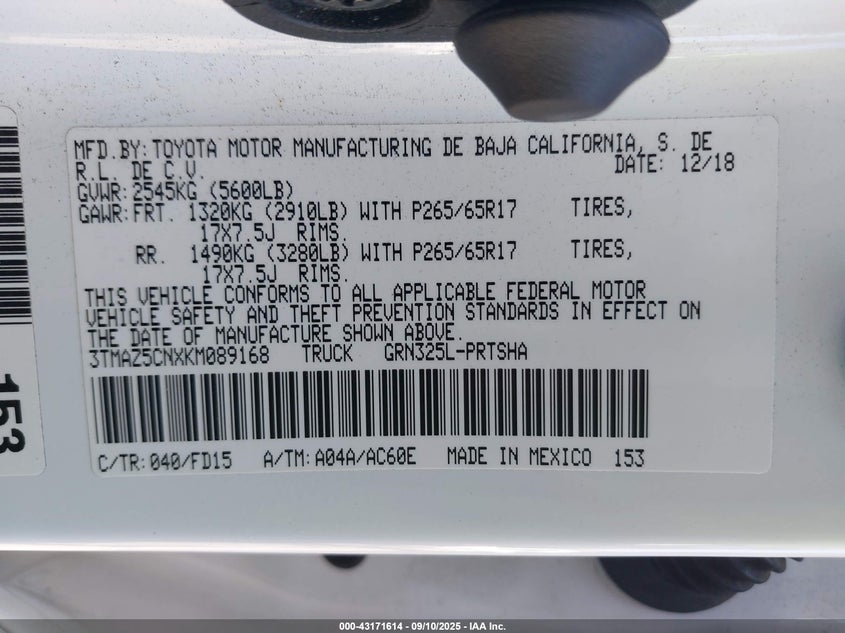 MFD.BY:TOYOTA MOTOR MANUFACTURING DE BAJA CALIFORNIA, S. DE
R.L. DE C.V. DATE: 12/18
GVWR:2545KG (5600LB)
GAWR:FRT. 1320KG (2910LB) WITH P265/65R17 TIRES,
17X7.5J RIMS.
RR. 1490KG (3280LB) WITH P265/65R17 TIRES,
17X7.5J RIMS.
THIS VEHICLE CONFORMS TO ALL APPLICABLE FEDERAL MOTOR
VEHICLE SAFETY AND THEFT PREVENTION STANDARDS IN EFFECT ON
THE DATE OF MANUFACTURE SHOWN ABOVE.
3TMAZ5CNXKM089168 TRUCK GRN325L-PRTSHA
C/TR:040/FD15 A/TM:A04A/AC60E MADE IN MEXICO 153
153
000-43171614 - 09/10/2025 - IAA Inc.